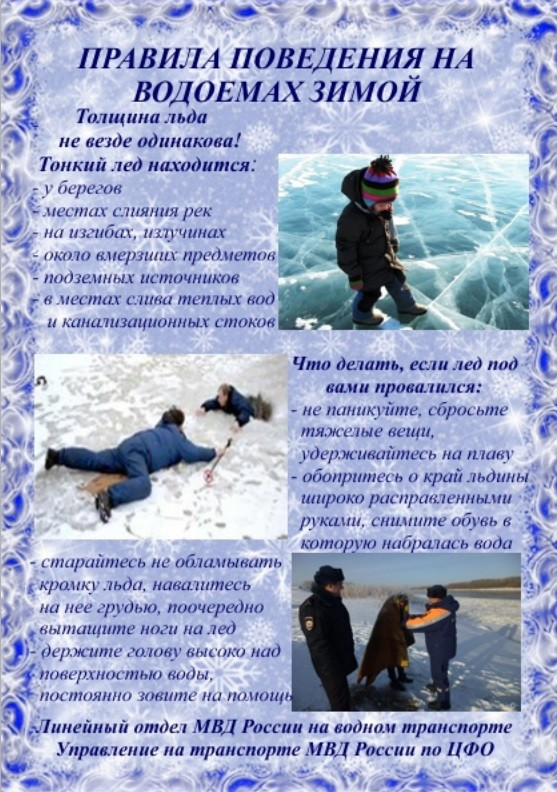 ПРАВИЛА ПОВЕДЕНИЯ НА
ВОДОЕМАХ ЗИМОЙ
Толщина льда
не везде одинакова!
Тонкий лед находится:
- у берегов
- местах слияния рек
- на изгибах, излучинах
- около вмерзших предметов
- подземных источников
- в местах слива теплых вод
и канализационных стоков
Что делать, если лед под
вами провалился:
- не паникуйте, сбросьте
тяжелые вещи,
удерживайтесь на плаву
- обопритесь о край льдины
широко расправленными
руками, снимите обувь в
которую набралась вода
- старайтесь не обламывать
кромку льда, навалитесь
на нее грудью, поочередно
вытащите ноги на лед
- держите голову высоко над
поверхностью воды,
постоянно зовите на помощь
Линейный отдел МВД России на водном транспорте
Управление на транспорте МВД России по ЦФО